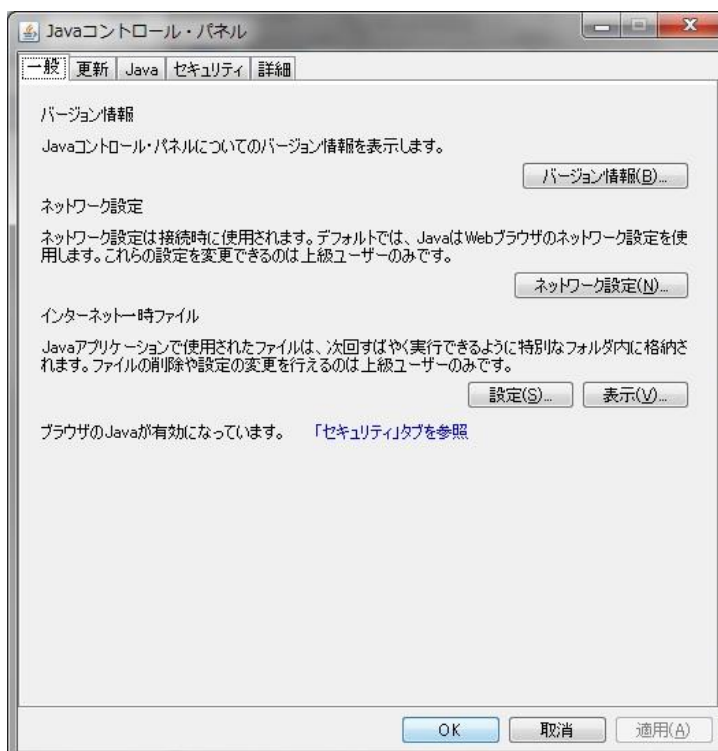 Javaコントロール・パネル
一般 更新 Java セキュリティ 詳細
バージョン情報
Javaコントロール・パネルについてのバージョン情報を表示します。
バージョン情報(B)...
ネットワーク設定
ネットワーク設定は接続時に使用されます。デフォルトでは、JavaはWebブラウザのネットワーク設定を使
用します。これらの設定を変更できるのは上級ユーザーのみです。
ネットワーク設定(N)...
インターネット一時ファイル
Javaアプリケーションで使用されたファイルは、次回すばやく実行できるように特別なフォルダ内に格納さ
れます。ファイルの削除や設定の変更を行えるのは上級ユーザーのみです。
設定(S)... 表示(V)...
ブラウザのJavaが有効になっています。 「セキュリティ」タブを参照
OK 取消 適用(A)